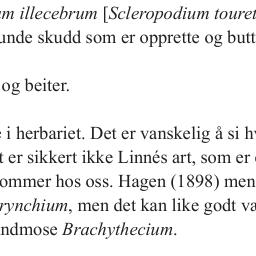 m illecebrum [Scleropodium touret
unde skudd som er opprette og butt
og beiter.
i herbariet. Det er vanskelig å si hv
t er sikkert ikke Linnés art, som er
ommer hos oss. Hagen (1898) men
rynchium, men det kan like godt væ
ndmose Brachythecium.